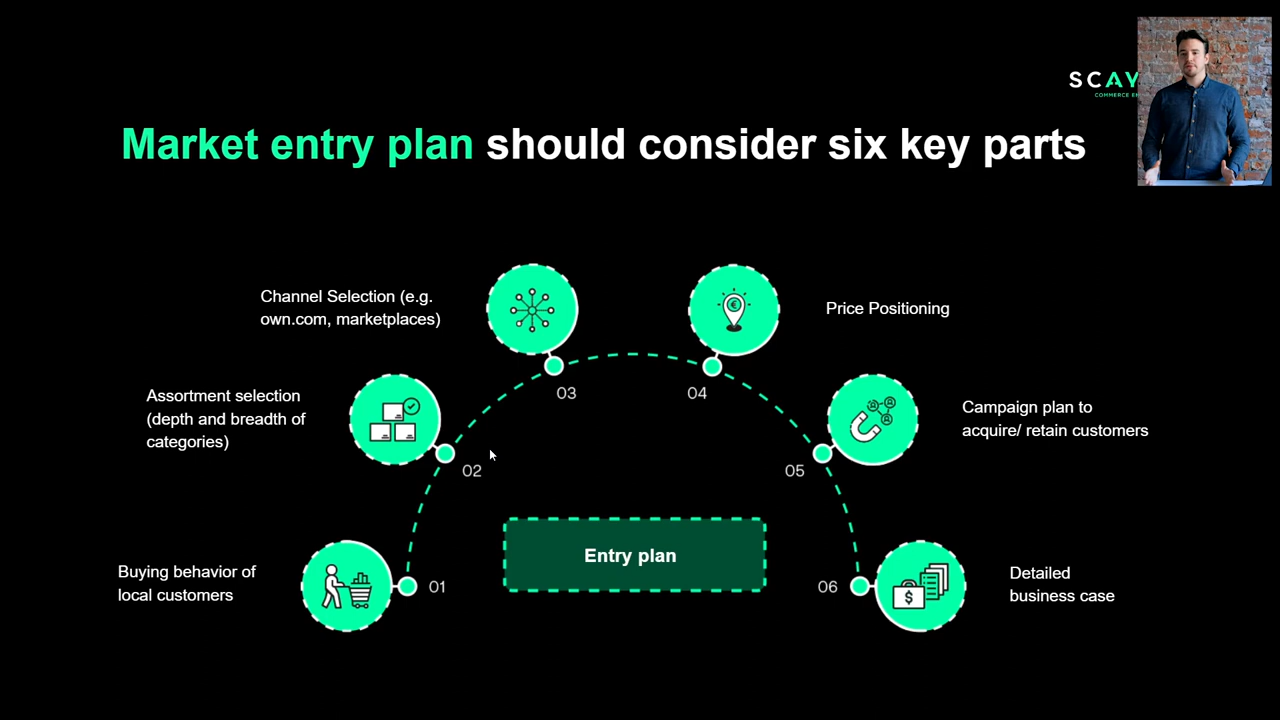 SCAY
COMMERCE E
Market entry plan should consider six key parts
Channel Selection (e.g.
own.com, marketplaces)
€
Price Positioning
03
04
Assortment selection
(depth and breadth of
categories)
Campaign plan to
acquire/ retain customers
02
05
Entry plan
Buying behavior of
local customers
01
06
$
Detailed
business case